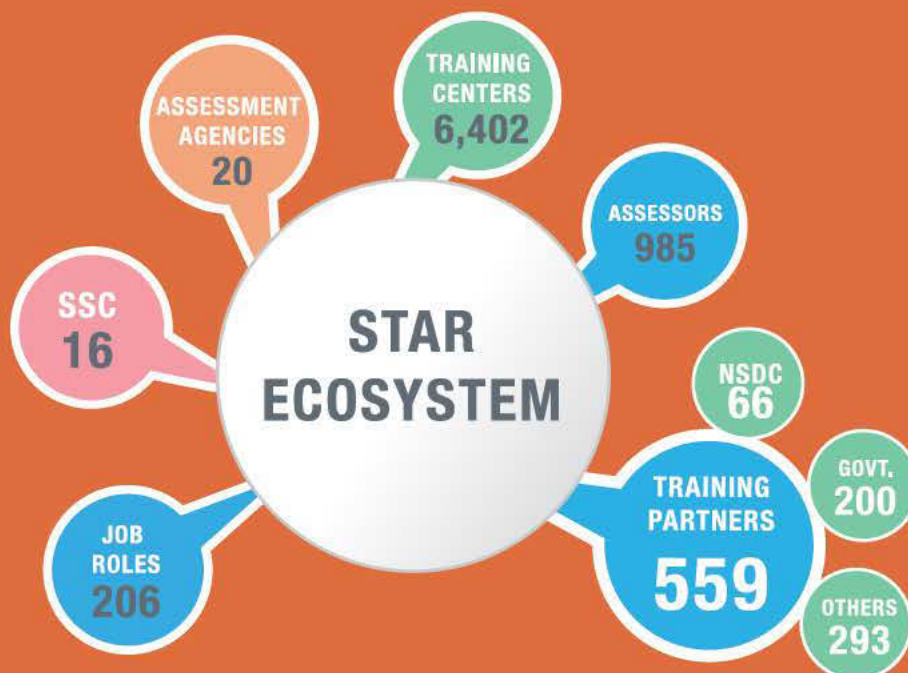 TRAINING
CENTERS
6,402
ASSESSMENT
AGENCIES
20
ASSESSORS
985
SSC
16
STAR
ECOSYSTEM
NSDC
66
GOVT.
200
TRAINING
PARTNERS
559
JOB
ROLES
206
OTHERS
293